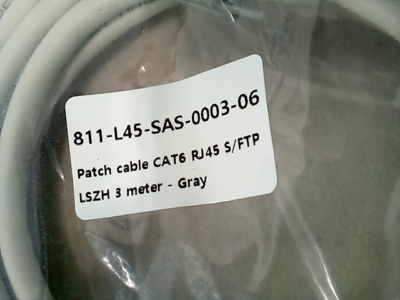 811-L45-SAS-0003-06
Patch cable CAT6 RJ45 S/FTP
LSZH 3 meter - Gray